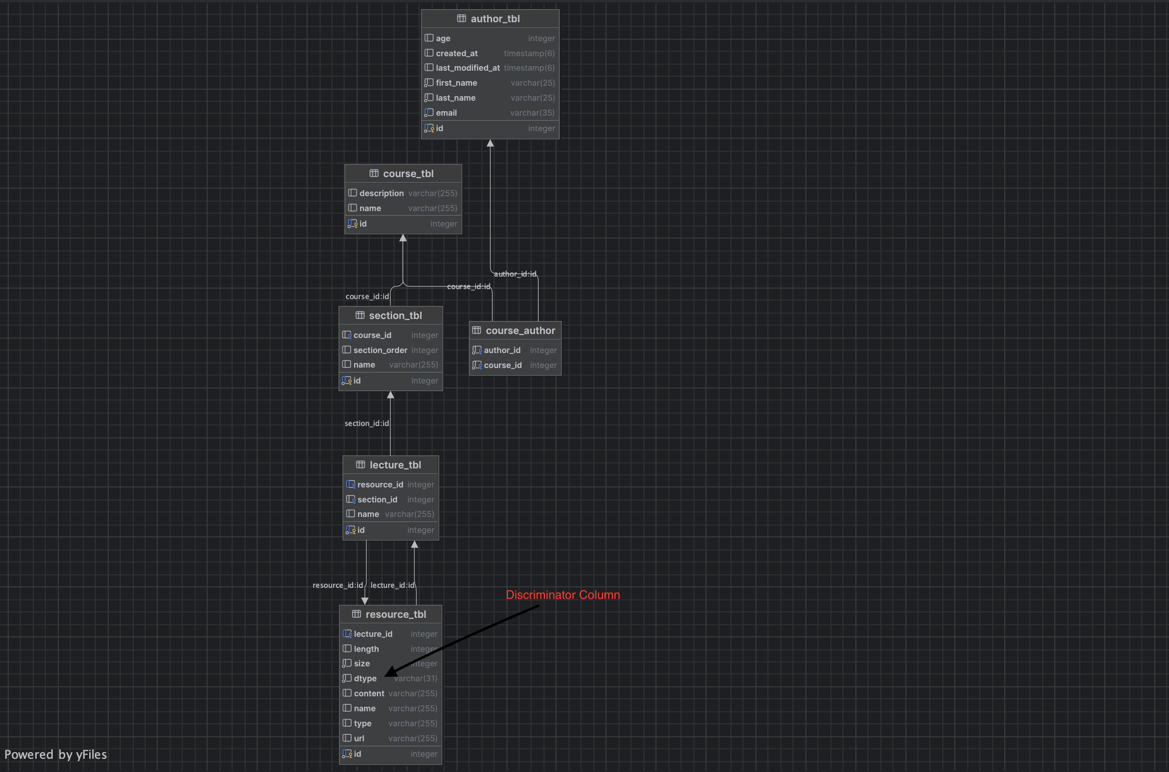 author_tbl
age integer
created_at timestamp(6)
last_modified_at timestamp(6)
first_name varchar(25)
last_name varchar(25)
email varchar(35)
id integer
course_tbl
description varchar(255)
name varchar(255)
id integer
author_id:id
course_id:id
course_id:id
section_tbl
course_id integer
section_order integer
name varchar(255)
id integer
course_author
author_id integer
course_id integer
section_id:id
lecture_tbl
resource_id integer
section_id integer
name varchar(255)
id integer
resource_id:id lecture_id:id
Discriminator Column
resource_tbl
lecture_id integer
length integer
size integer
dtype varchar(31)
content varchar(255)
name varchar(255)
type varchar(255)
url varchar(255)
id integer
Powered by yFiles